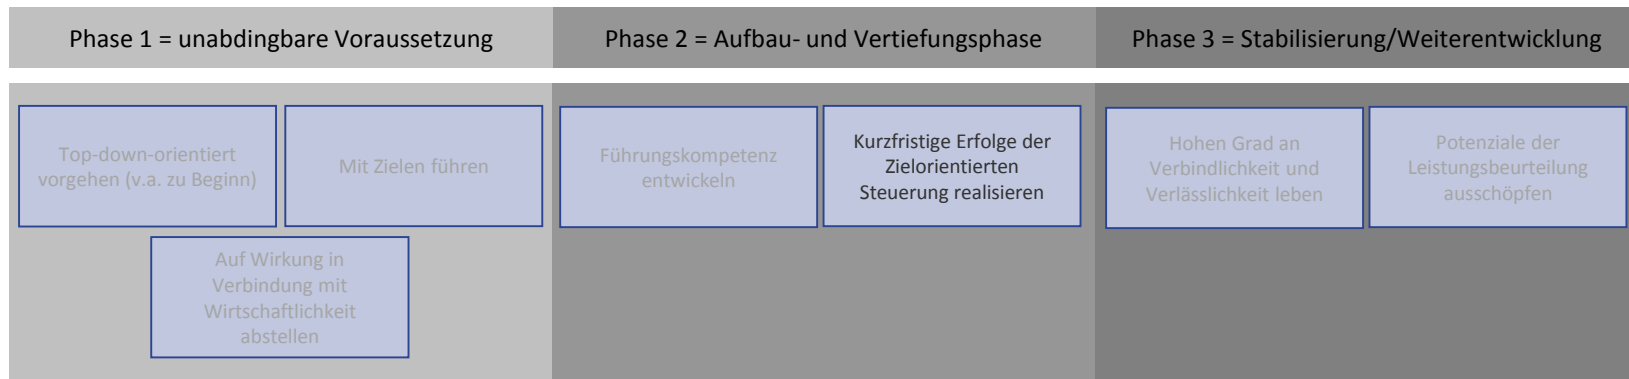 Phase 1 = unabdingbare Voraussetzung
Phase 2 = Aufbau- und Vertiefungsphase
Phase 3 = Stabilisierung/Weiterentwicklung
Top-down-orientiert
vorgehen (v.a. zu Beginn)
Mit Zielen führen
Auf Wirkung in
Verbindung mit
Wirtschaftlichkeit
abstellen
Führungskompetenz
entwickeln
Kurzfristige Erfolge der
Zielorientierten
Steuerung realisieren
Hohen Grad an
Verbindlichkeit und
Verlässlichkeit leben
Potenziale der
Leistungsbeurteilung
ausschöpfen